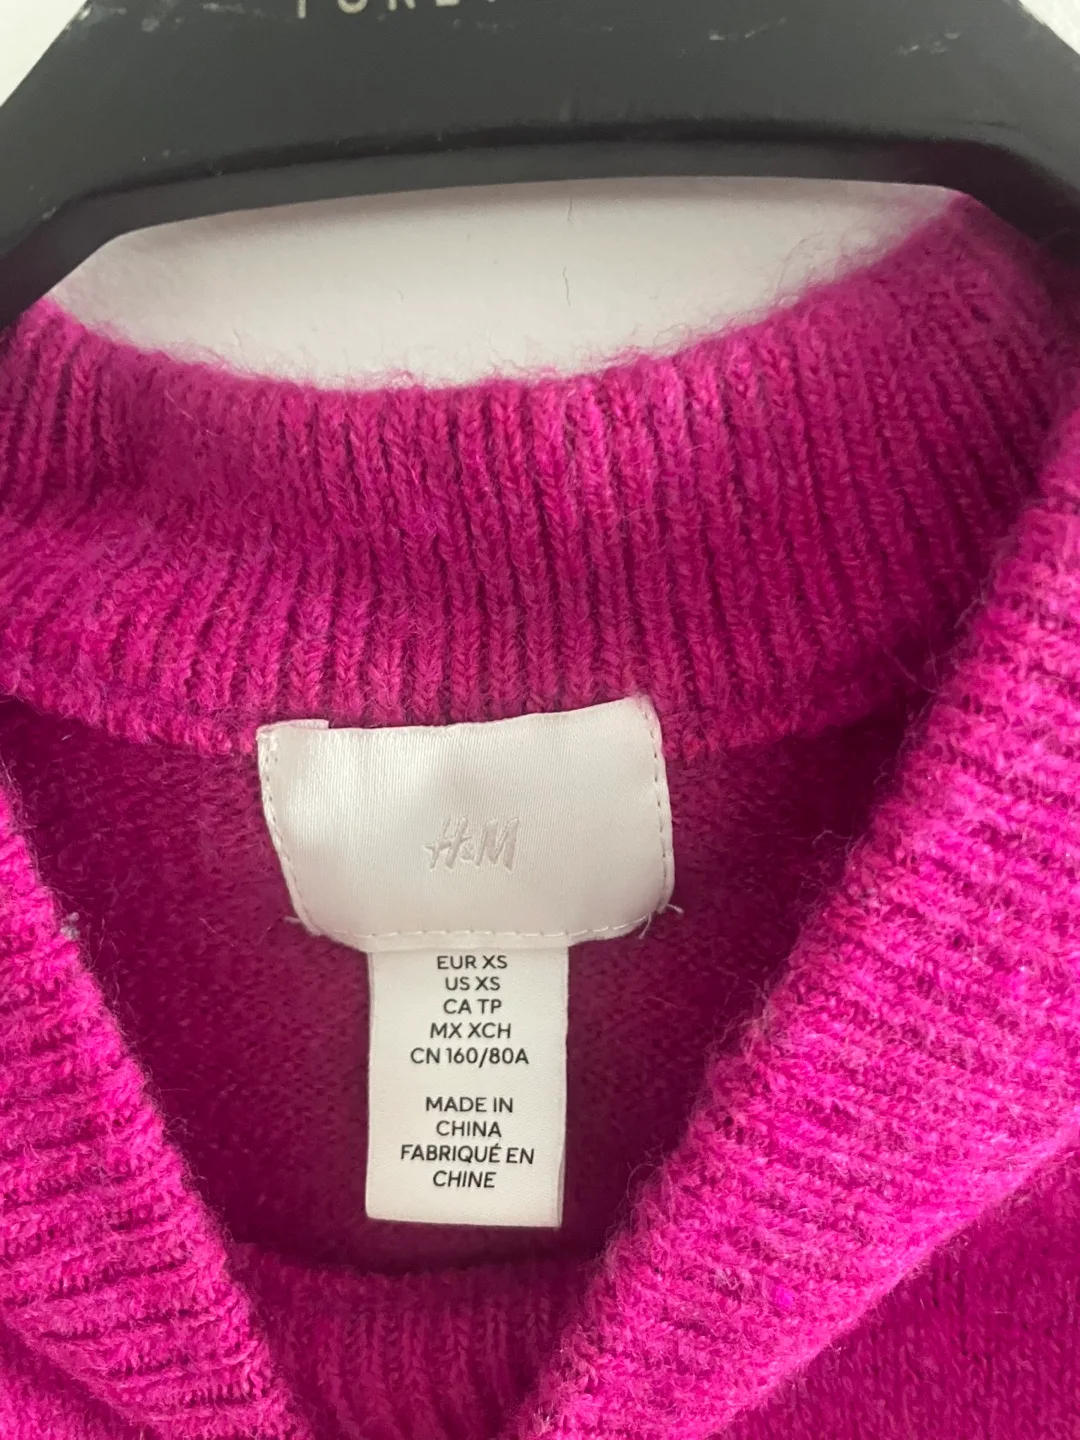 H&M
EUR XS
US XS
CA TP
MX XCH
CN 160/80A
MADE IN
CHINA
FABRIQUÉ EN
CHINE